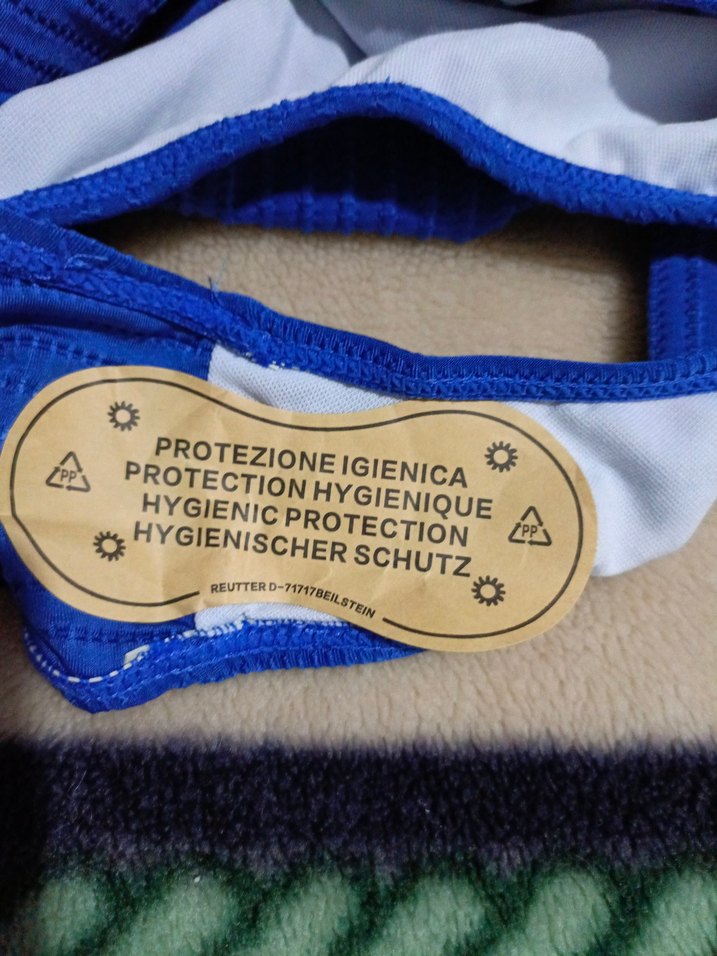 PROTEZIONE IGIENICA
PROTECTION HYGIENIQUE
HYGIENIC PROTECTION
HYGIENISCHER SCHUTZ
PP
PP
REUTTER D-71717BEILSTEIN